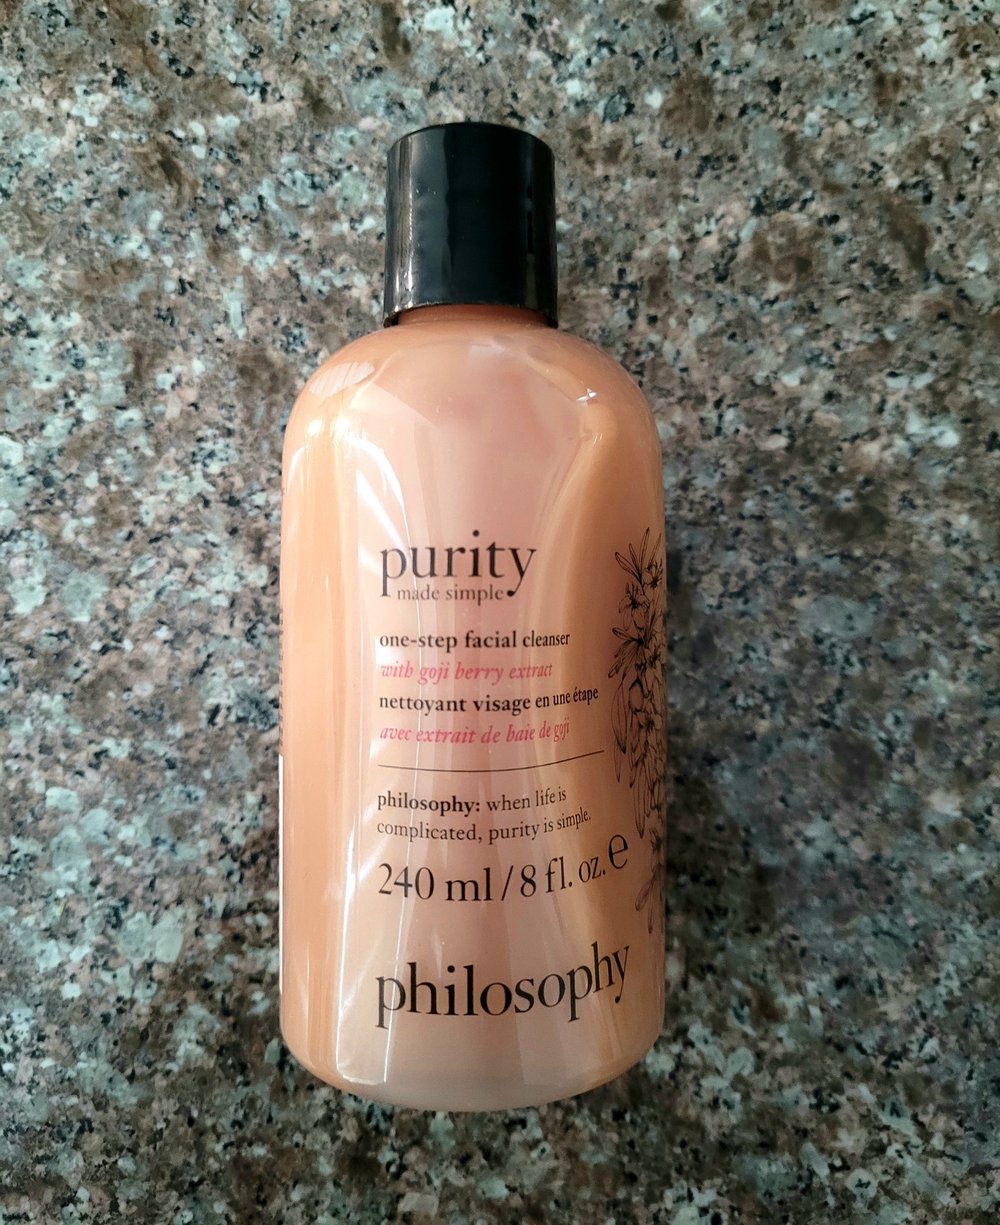 purity
made simple
one-step facial cleanser
with goji berry extract
nettoyant visage en une étape
avec extrait de baie de goji
philosophy: when life is
complicated, purity is simple.
240 ml / 8 fl. oz. e
philosophy